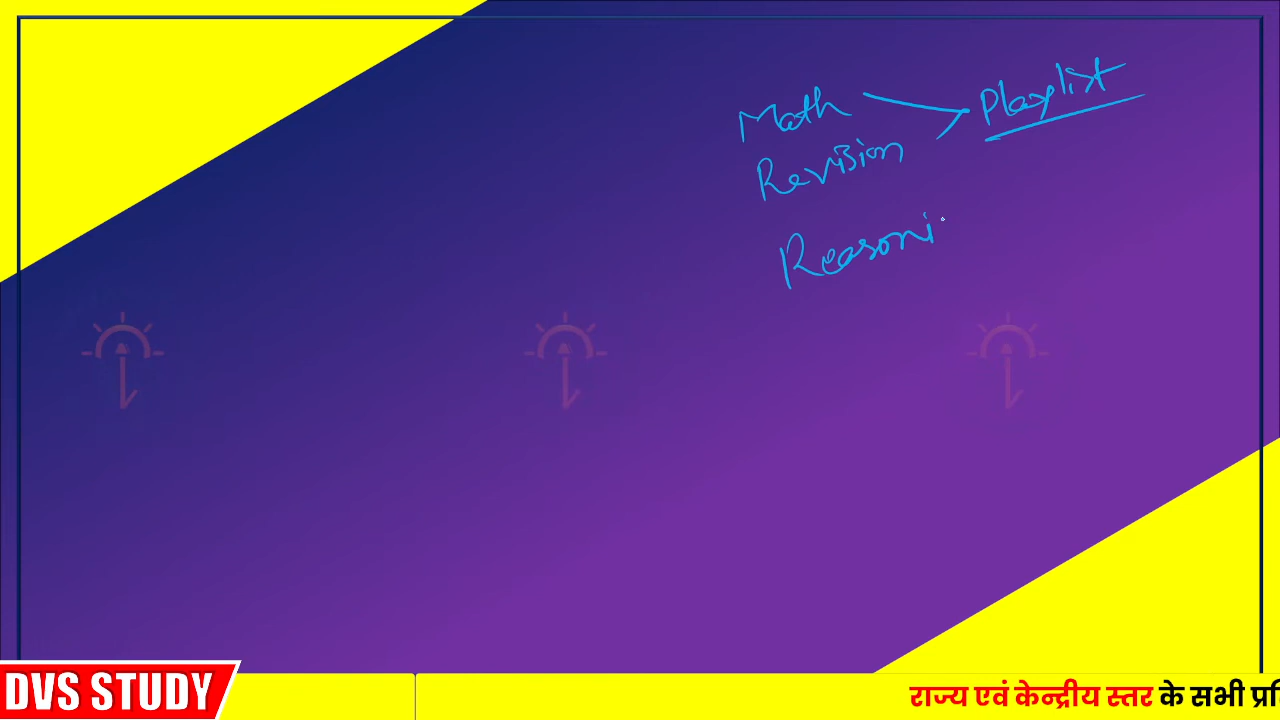 Math Playlist
Revision
Reasoni
DVS STUDY
राज्य एवं केन्द्रीय स्तर के सभी प्रति